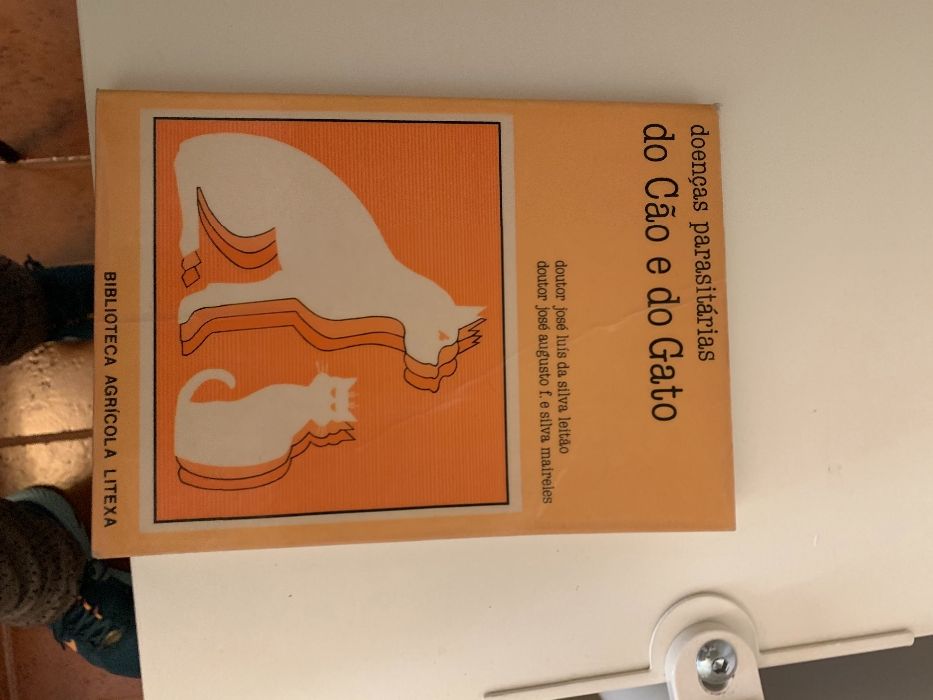 doenças parasitárias
do Cão e do Gato
doutor josé luís da silva leitão
doutor josé augusto f. e silva maireles
BIBLIOTECA AGRÍCOLA LITEXA